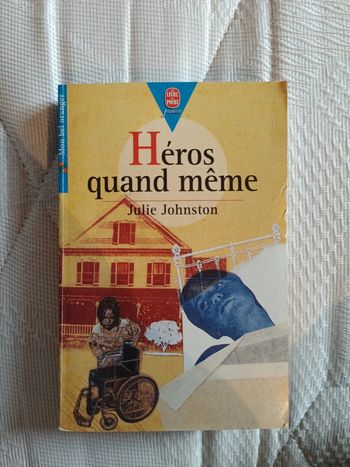 LE LIVRE
DE POCHE
Jeunesse
Mon bel oranger
Héros
quand même
Julie Johnston